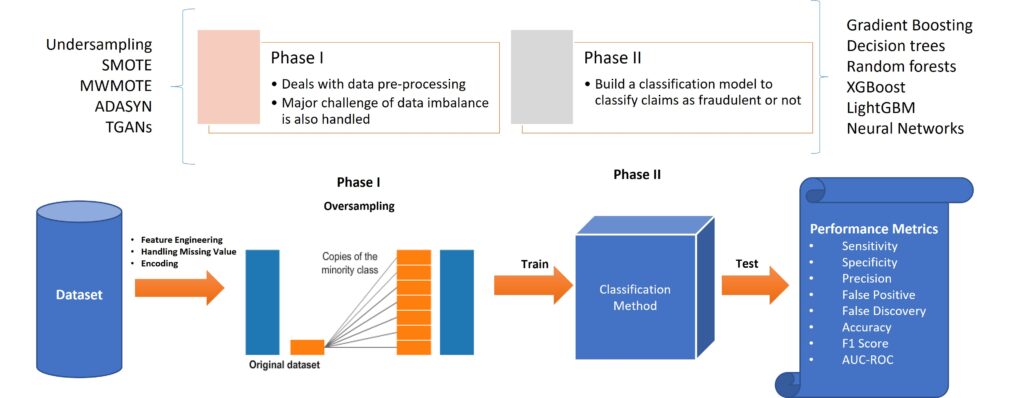 Undersampling
SMOTE
MWMOTE
ADASYN
TGANs
Phase I
• Deals with data pre-processing
• Major challenge of data imbalance
is also handled
Phase II
• Build a classification model to
classify claims as fraudulent or not
Gradient Boosting
Decision trees
Random forests
XGBoost
LightGBM
Neural Networks
Dataset
• Feature Engineering
• Handling Missing Value
• Encoding
Phase I
Oversampling
Copies of the
minority class
Original dataset
Train
Phase II
Classification
Method
Test
Performance Metrics
• Sensitivity
• Specificity
• Precision
• False Positive
• False Discovery
• Accuracy
• F1 Score
• AUC-ROC